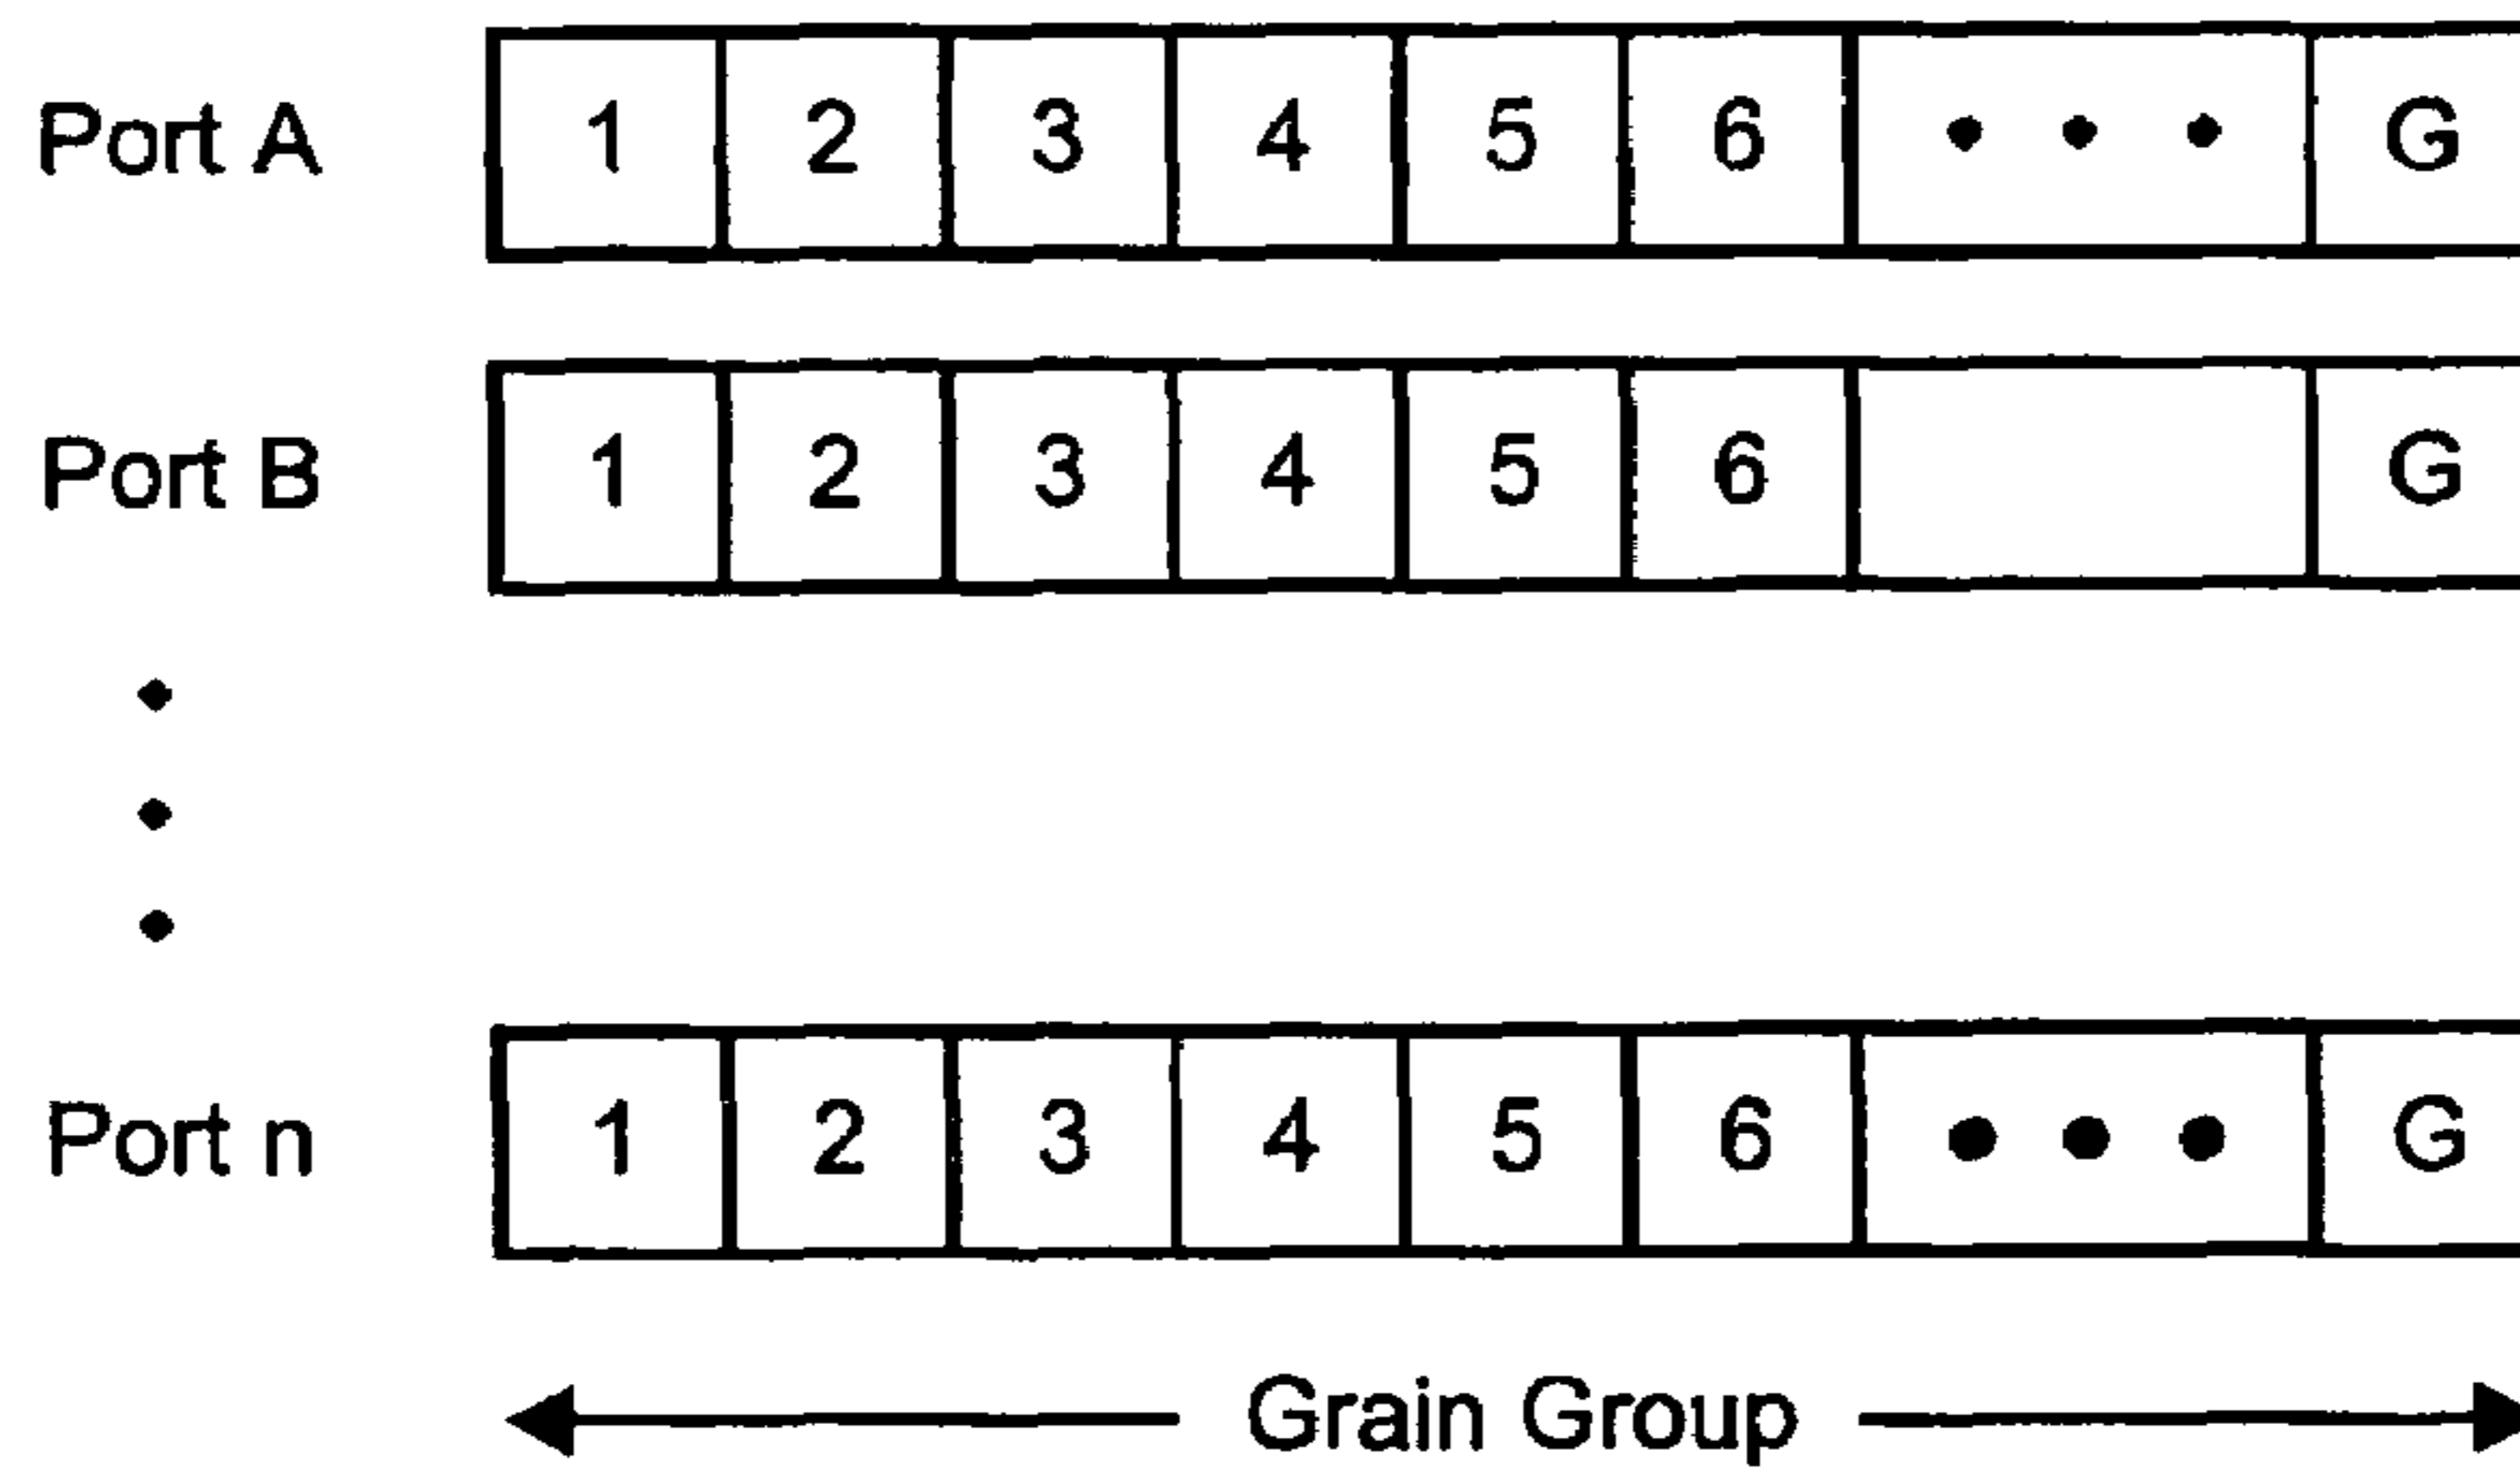 Port A 1 2 3 4 5 6 • • • G
Port B 1 2 3 4 5 6 G
Port n 1 2 3 4 5 6 • • • G
Grain Group